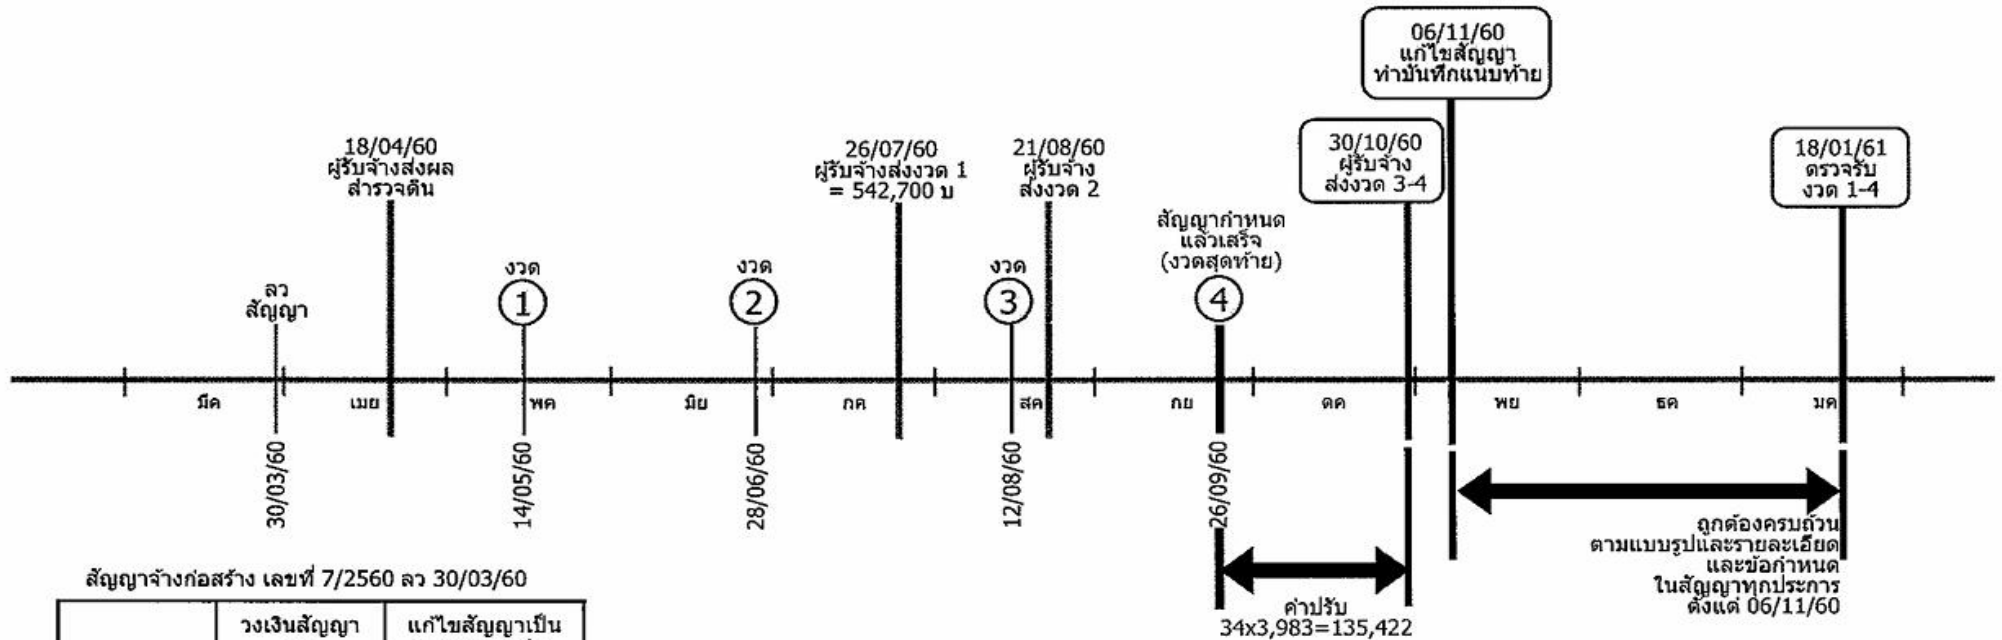 06/11/60
แก้ไขสัญญา
ทำบันทึกแนบท้าย
18/04/60
ผู้รับจ้างส่งผล
สำรวจดิน
26/07/60
ผู้รับจ้างส่งงวด 1
= 542,700 บ
21/08/60
ผู้รับจ้าง
ส่งงวด 2
30/10/60
ผู้รับจ้าง
ส่งงวด 3-4
18/01/61
ตรวจรับ
งวด 1-4
ลว
สัญญา
งวด
1
งวด
2
งวด
3
สัญญากำหนด
แล้วเสร็จ
(งวดสุดท้าย)
4
มีค
เมย
พค
มิย
กค
สค
กย
ตค
พย
ธค
มค
30/03/60
14/05/60
28/06/60
12/08/60
26/09/60
ค่าปรับ
34x3,983=135,422
ถูกต้องครบถ้วน
ตามแบบรูปและรายละเอียด
และข้อกำหนด
ในสัญญาทุกประการ
ตั้งแต่ 06/11/60
สัญญาจ้างก่อสร้าง เลขที่ 7/2560 ลว 30/03/60
วงเงินสัญญา
แก้ไขสัญญาเป็น